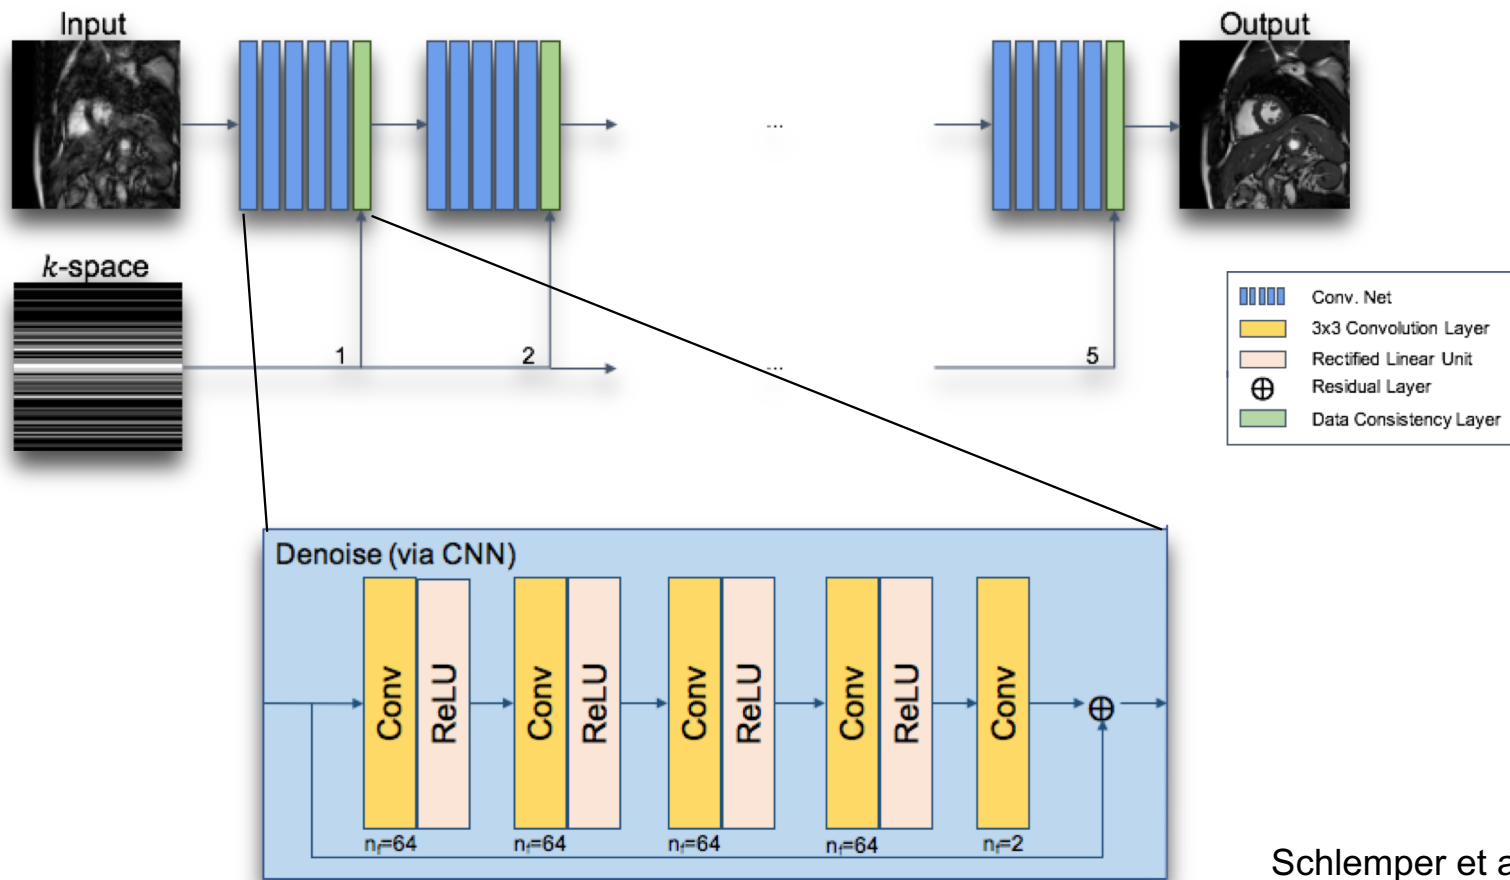 Input
Output
...
k-space
1
2
...
5
Conv. Net
3x3 Convolution Layer
Rectified Linear Unit
⊕ Residual Layer
Data Consistency Layer
Denoise (via CNN)
Conv ReLU Conv ReLU Conv ReLU Conv ReLU Conv ⊕
nf=64 nf=64 nf=64 nf=64 nf=2
Schlemper et a